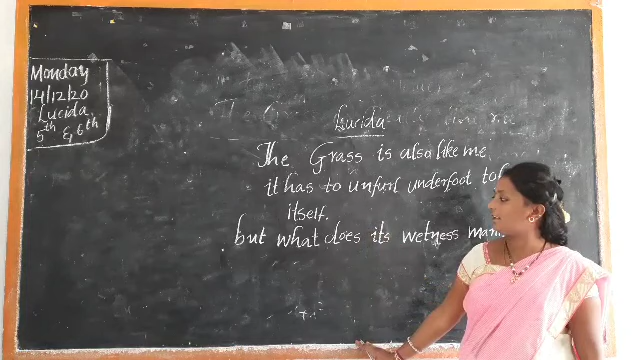 Monday
14/12/20
Lucida
5th & 6th
Lucida
The Grass is also like me
it has to unfurl underfoot to
itself.
but what does its wetness